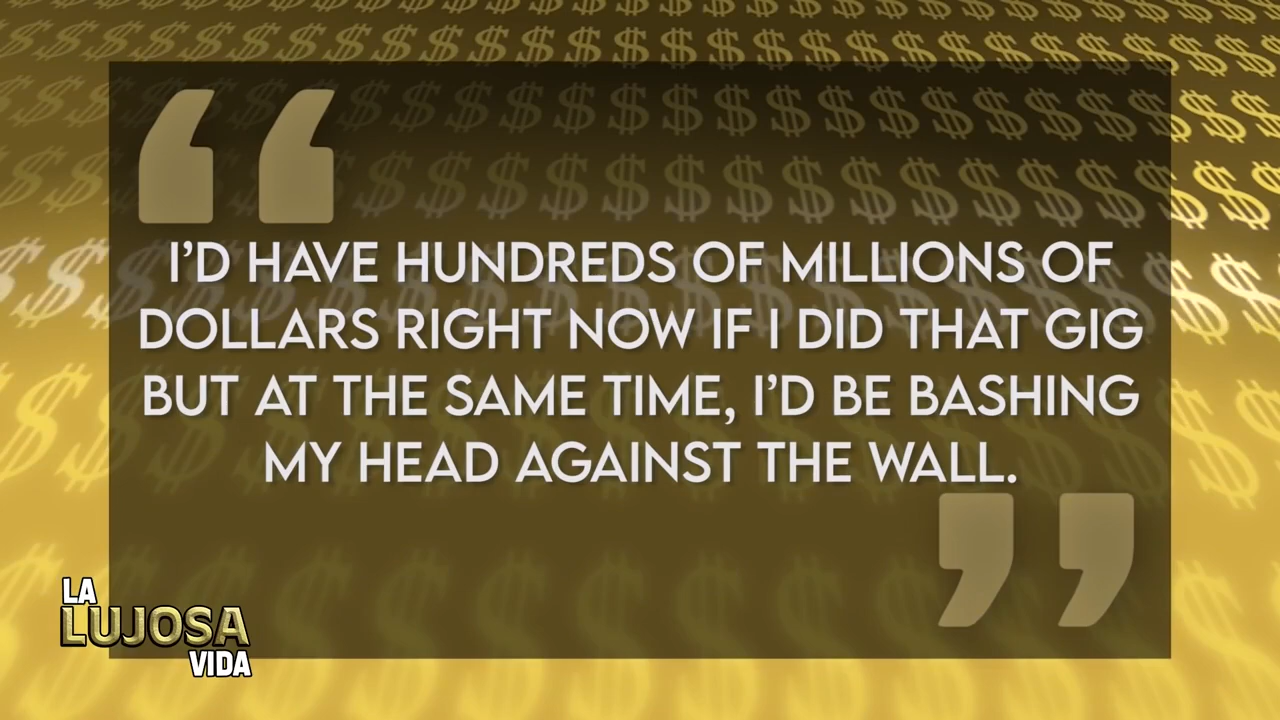 I'D HAVE HUNDREDS OF MILLIONS OF
DOLLARS RIGHT NOW IF I DID THAT GIG
BUT AT THE SAME TIME, I'D BE BASHING
MY HEAD AGAINST THE WALL.
LA
LUJOSA
VIDA